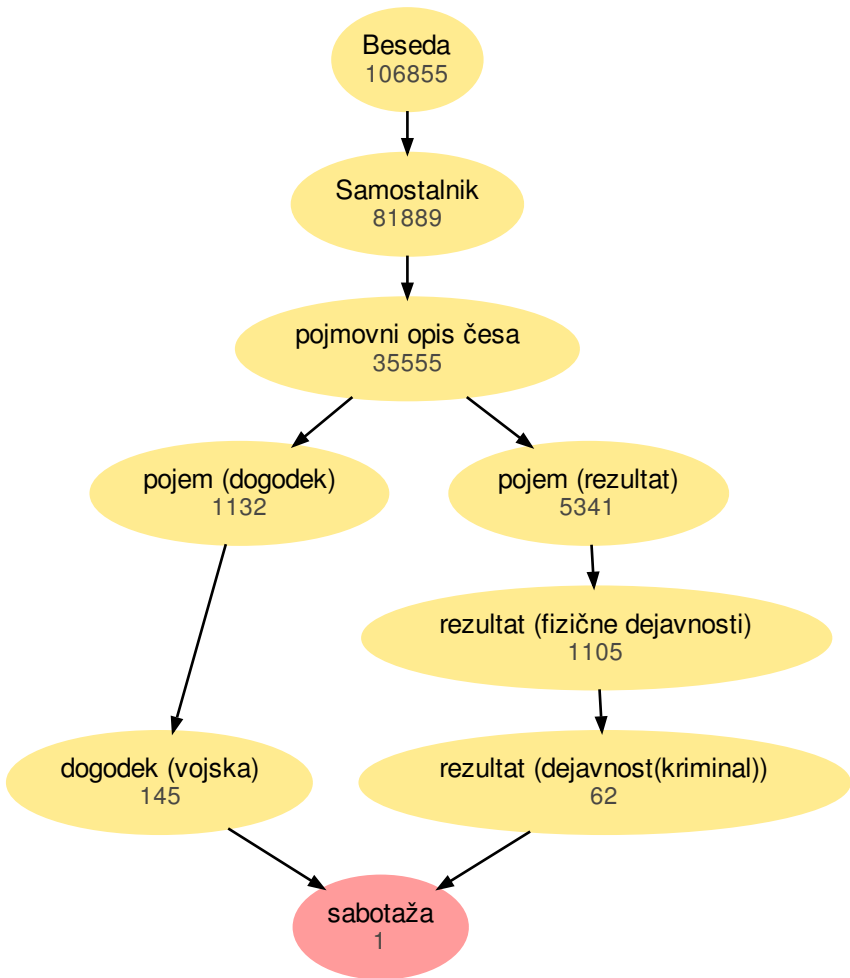 Beseda
106855
Samostalnik
81889
pojmovni opis česa
35555
pojem (dogodek)
1132
pojem (rezultat)
5341
rezultat (fizične dejavnosti)
1105
dogodek (vojska)
145
rezultat (dejavnost(kriminal))
62
sabotaža
1